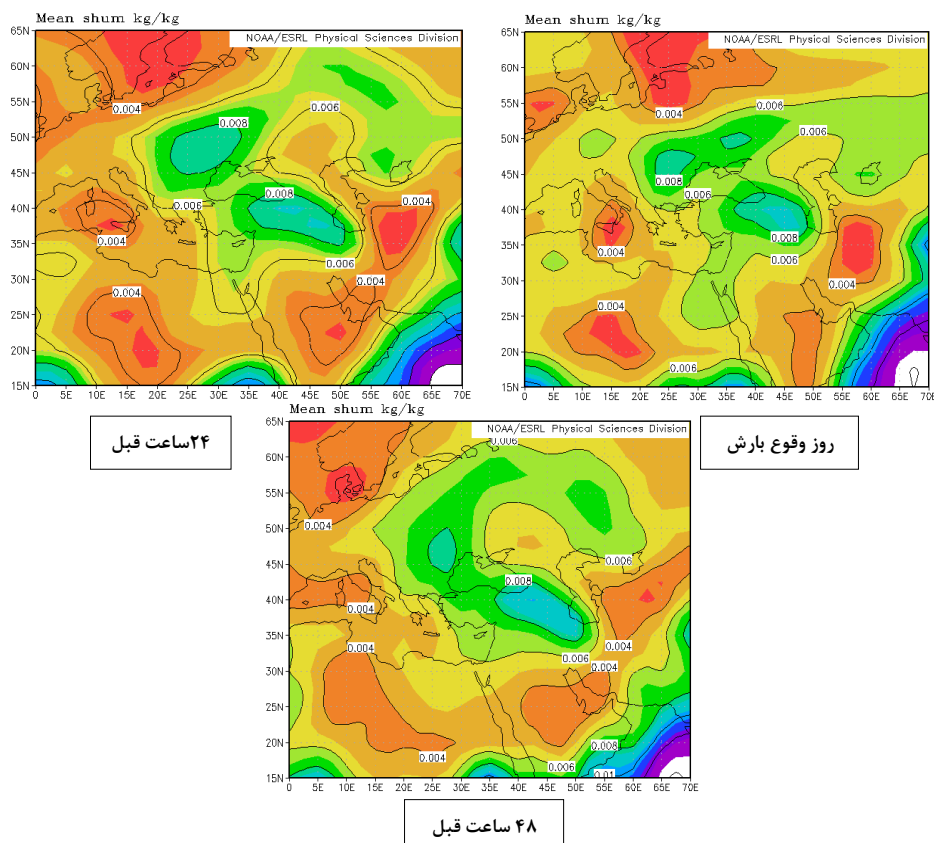 Mean shum kg/kg
NOAA/ESRL Physical Sciences Division
65N
60N
55N
50N
45N
40N
35N
30N
25N
20N
15N
0 5E 10E 15E 20E 25E 30E 35E 40E 45E 50E 55E 60E 65E 70E
0.004
0.006
0.008
0.008
0.006
0.004
0.004
0.006
0.004
0.004
۲۴ساعت قبل
Mean shum kg/kg
NOAA/ESRL Physical Sciences Division
65N
60N
55N
50N
45N
40N
35N
30N
25N
20N
15N
0 5E 10E 15E 20E 25E 30E 35E 40E 45E 50E 55E 60E 65E 70E
0.004
0.004
0.006
0.006
0.008
0.006
0.008
0.004
0.006
0.004
0.004
0.006
روز وقوع بارش
Mean shum kg/kg
NOAA/ESRL Physical Sciences Division
65N
60N
55N
50N
45N
40N
35N
30N
25N
20N
15N
0 5E 10E 15E 20E 25E 30E 35E 40E 45E 50E 55E 60E 65E 70E
0.006
0.004
0.006
0.008
0.004
0.004
0.004
0.006
0.004
0.004
0.008
0.006
0.01
۴۸ ساعت قبل